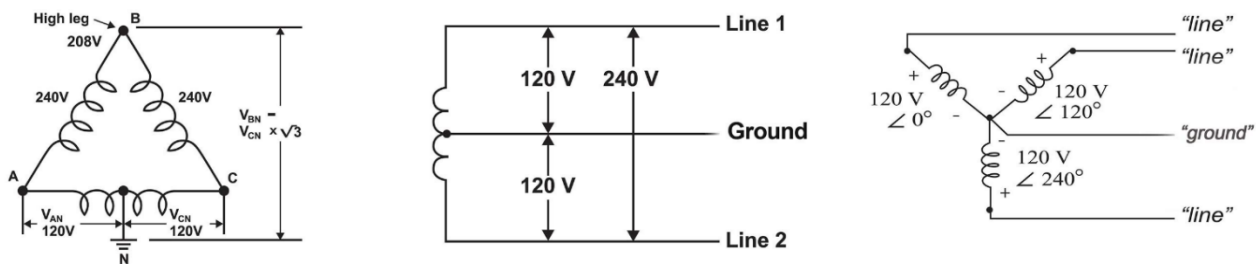 High leg
B
208V
240V
240V
V_BN =
V_CN × √3
A
C
V_AN
120V
V_CN
120V
N
Line 1
120 V
240 V
Ground
120 V
Line 2
"line"
"line"
+
+
120 V
∠ 0°
-
-
120 V
∠ 120°
"ground"
-
120 V
∠ 240°
+
"line"